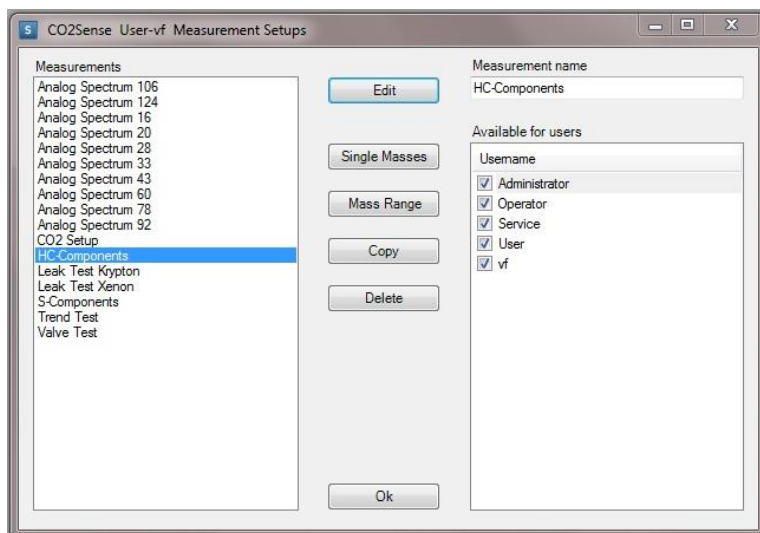 S CO2Sense User-vf Measurement Setups
Measurements
Analog Spectrum 106
Analog Spectrum 124
Analog Spectrum 16
Analog Spectrum 20
Analog Spectrum 28
Analog Spectrum 33
Analog Spectrum 43
Analog Spectrum 60
Analog Spectrum 78
Analog Spectrum 92
CO2 Setup
HC-Components
Leak Test Krypton
Leak Test Xenon
S-Components
Trend Test
Valve Test
Edit
Single Masses
Mass Range
Copy
Delete
Ok
Measurement name
HC-Components
Available for users
Username
Administrator
Operator
Service
User
vf